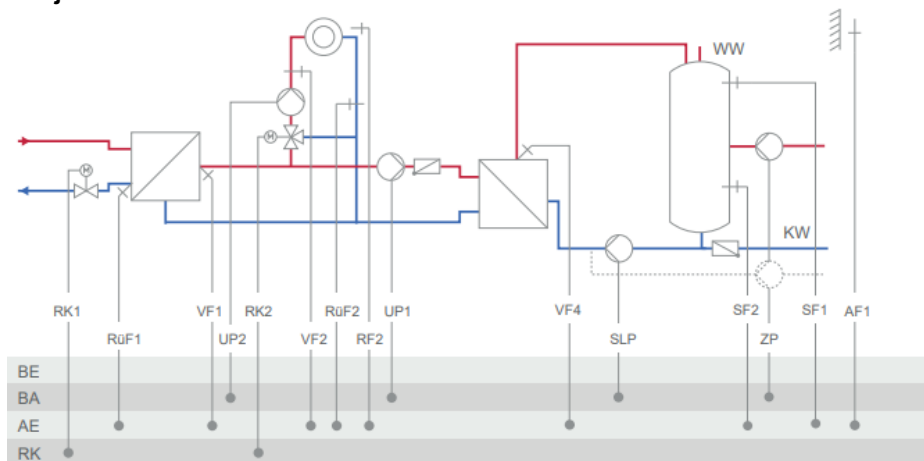 WW
M
M
KW
RK1 VF1 RK2 RüF2 UP1 VF4 SF2 SF1 AF1
RüF1 UP2 VF2 RF2 SLP ZP
BE
BA
AE
RK